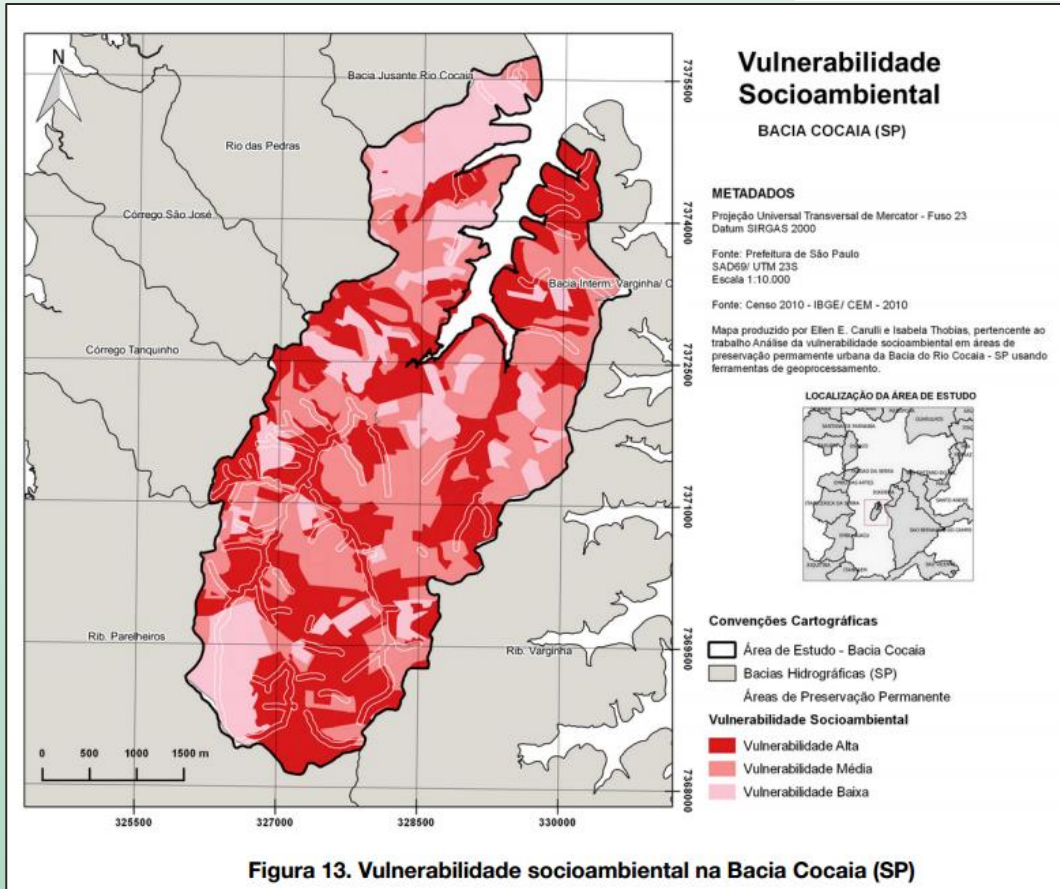 N
Bacia Jusante Rio Cocaia
Rio das Pedras
Córrego São José
Bacia Interm. Varginha/ C
Córrego Tanquinho
Rib. Parelheiros
Rib. Varginha
0 500 1000 1500 m
325500 327000 328500 330000
7375500
7374000
7372500
7371000
7369500
7368000
Vulnerabilidade
Socioambiental
BACIA COCAIA (SP)
METADADOS
Projeção Universal Transversal de Mercator - Fuso 23
Datum SIRGAS 2000
Fonte: Prefeitura de São Paulo
SAD69/ UTM 23S
Escala 1:10.000
Fonte: Censo 2010 - IBGE/ CEM - 2010
Mapa produzido por Ellen E. Carulli e Isabela Thobias, pertencente ao
trabalho Análise da vulnerabilidade socioambiental em áreas de
preservação permamente urbana da Bacia do Rio Cocaia - SP usando
ferramentas de geoprocessamento.
LOCALIZAÇÃO DA ÁREA DE ESTUDO
Convenções Cartográficas
Área de Estudo - Bacia Cocaia
Bacias Hidrográficas (SP)
Áreas de Preservação Permanente
Vulnerabilidade Socioambiental
Vulnerabilidade Alta
Vulnerabilidade Média
Vulnerabilidade Baixa
Figura 13. Vulnerabilidade socioambiental na Bacia Cocaia (SP)